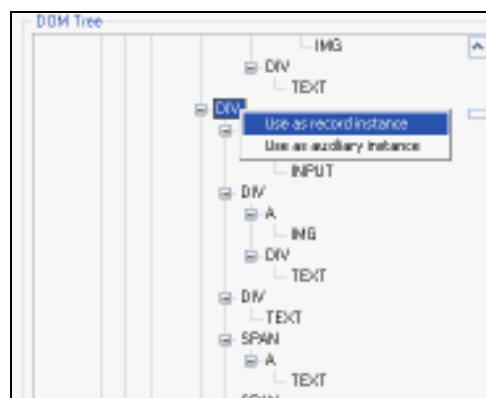 DOM Tree
IMG
DIV
TEXT
DIV
Use as record instance
Use as auxiliary instance
INPUT
DIV
A
IMG
DIV
TEXT
DIV
TEXT
SPAN
A
TEXT
SPAN